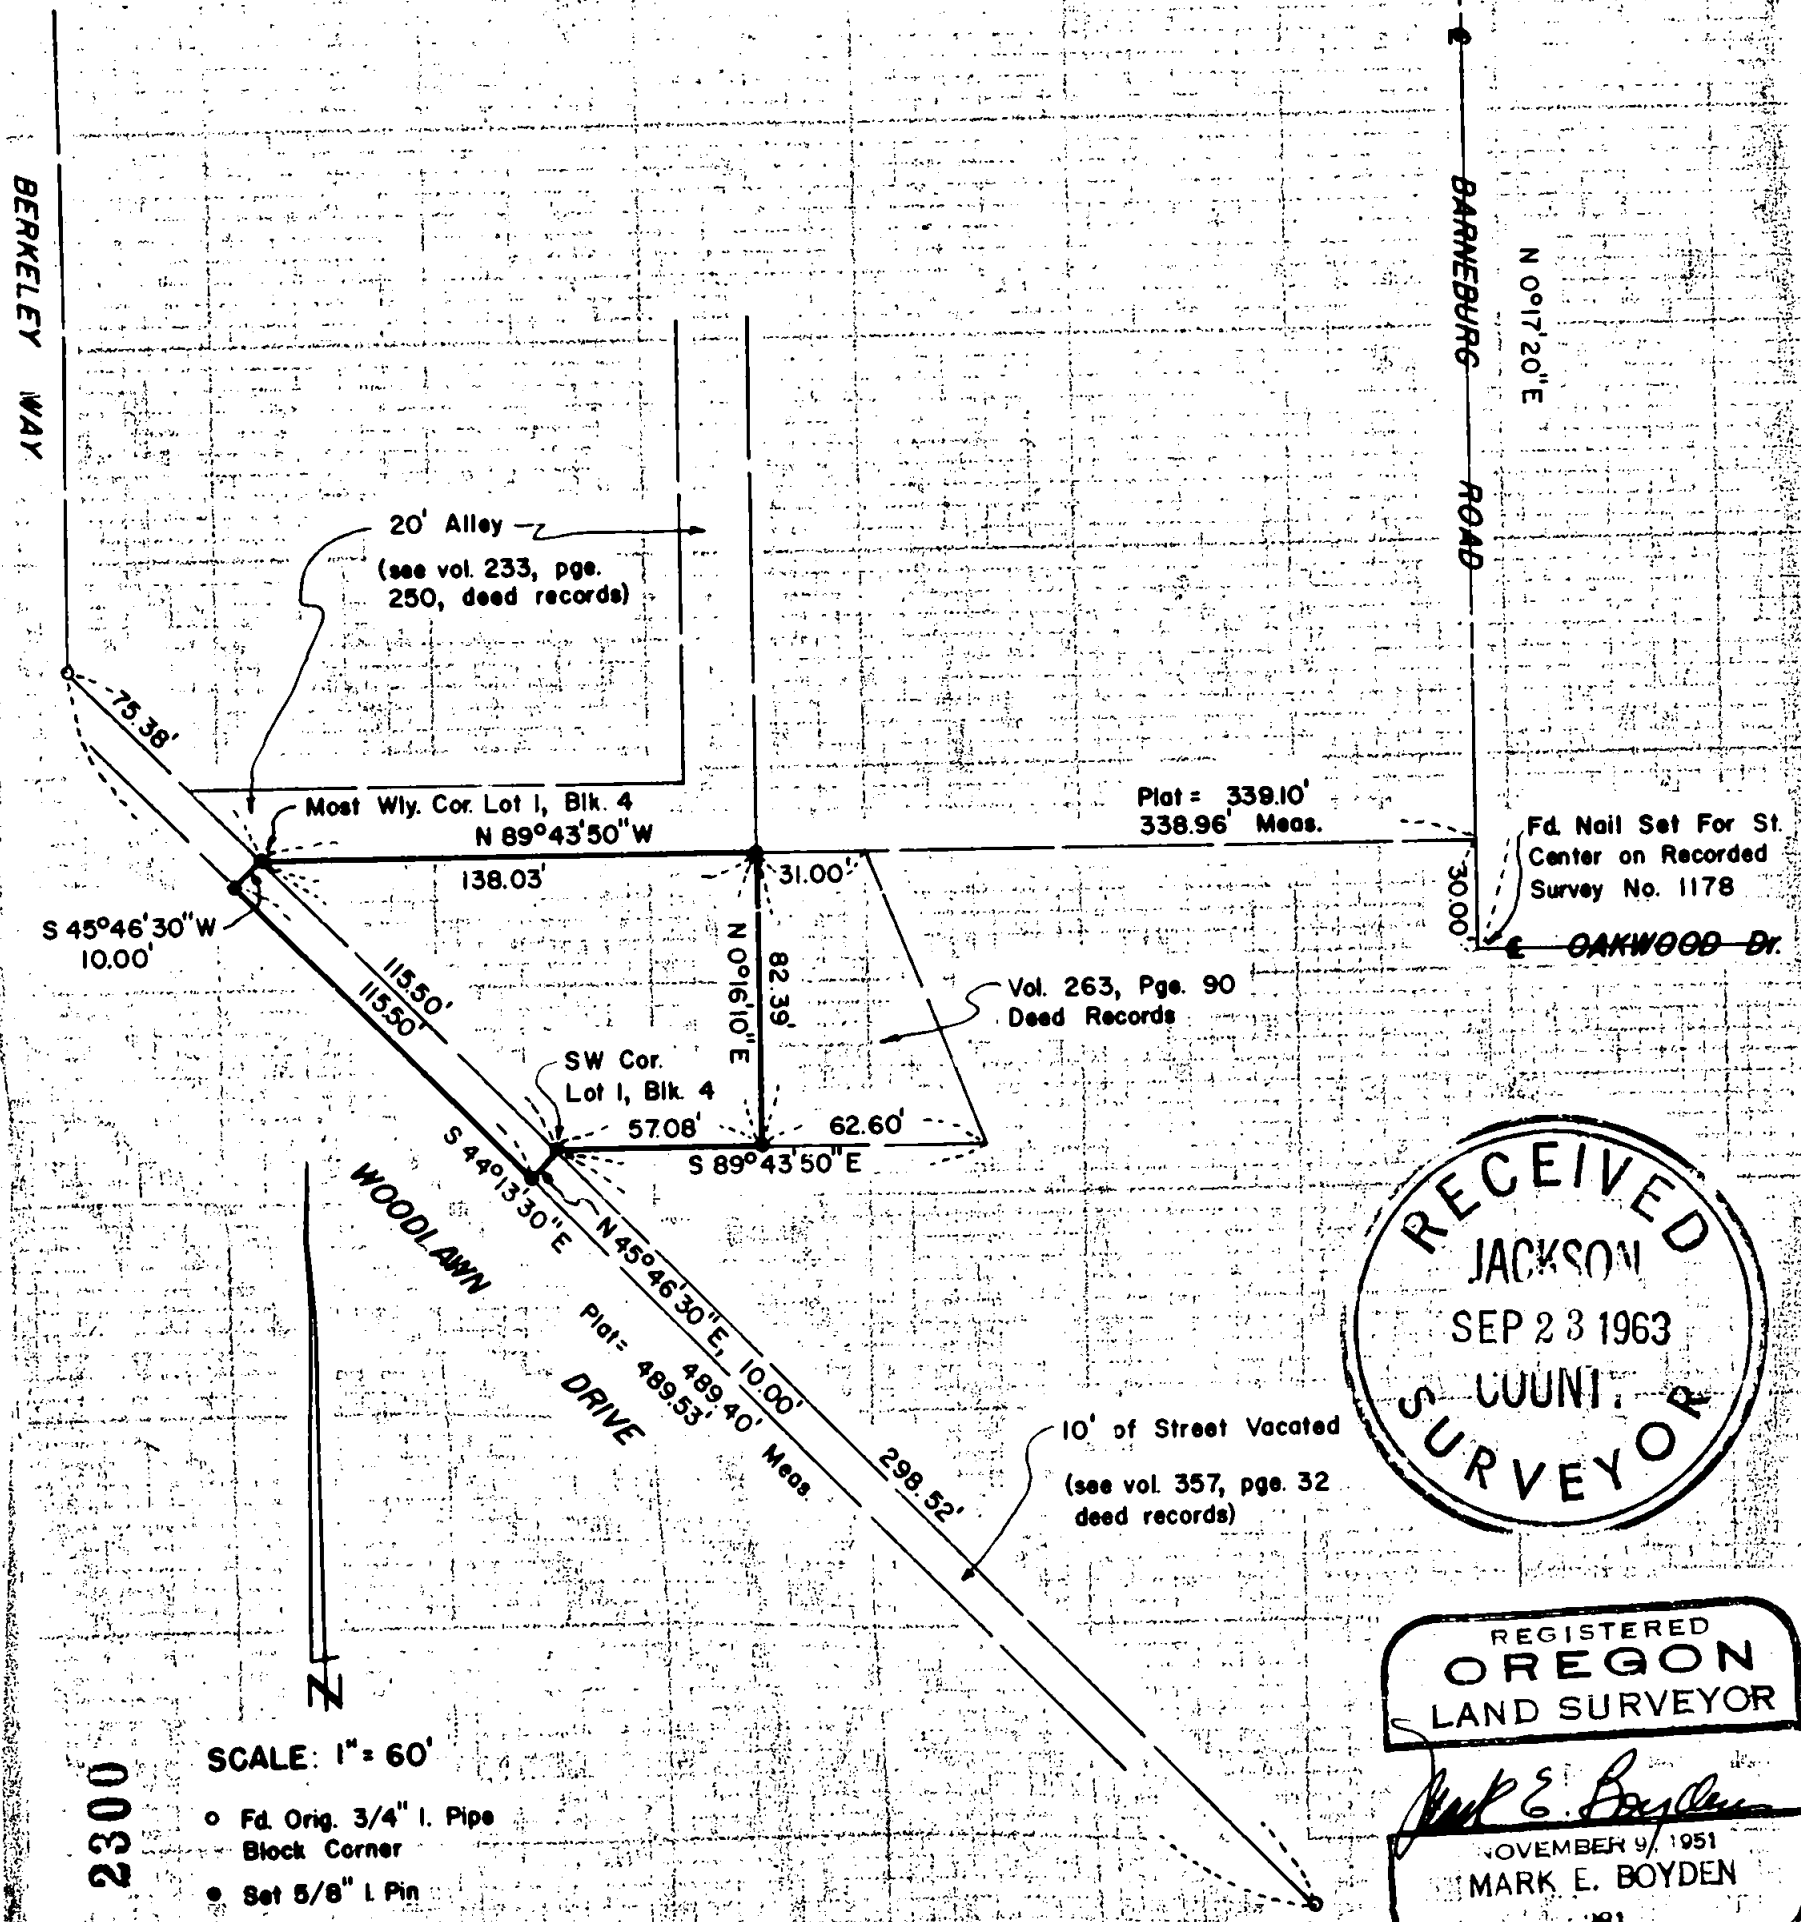 BERKELEY WAY
℄
BARNEBURG ROAD
N 0°17'20"E
20' Alley
(see vol. 233, pge.
250, deed records)
75.38'
Most Wly. Cor. Lot 1, Blk. 4
N 89°43'50"W
138.03'
31.00'
Plat = 339.10'
338.96' Meas.
Fd. Nail Set For St.
Center on Recorded
Survey No. 1178
30.00'
℄ OAKWOOD Dr.
S 45°46'30"W
10.00'
115.50'
115.50'
N 0°16'10"E
82.39'
Vol. 263, Pge. 90
Deed Records
SW Cor.
Lot 1, Blk. 4
57.08'
62.60'
S 89°43'50"E
S 44°13'30"E
WOODLAWN DRIVE
N 45°46'30"E, 10.00'
489.40' Meas.
Plat = 489.53'
298.52'
10' of Street Vacated
(see vol. 357, pge. 32
deed records)
RECEIVED
JACKSON
SEP 23 1963
COUNT
SURVEYOR
N
SCALE: 1" = 60'
Fd. Orig. 3/4" I. Pipe
Block Corner
Set 5/8" I. Pin
2300
REGISTERED
OREGON
LAND SURVEYOR
Mark E. Boyden
NOVEMBER 9, 1951
MARK E. BOYDEN